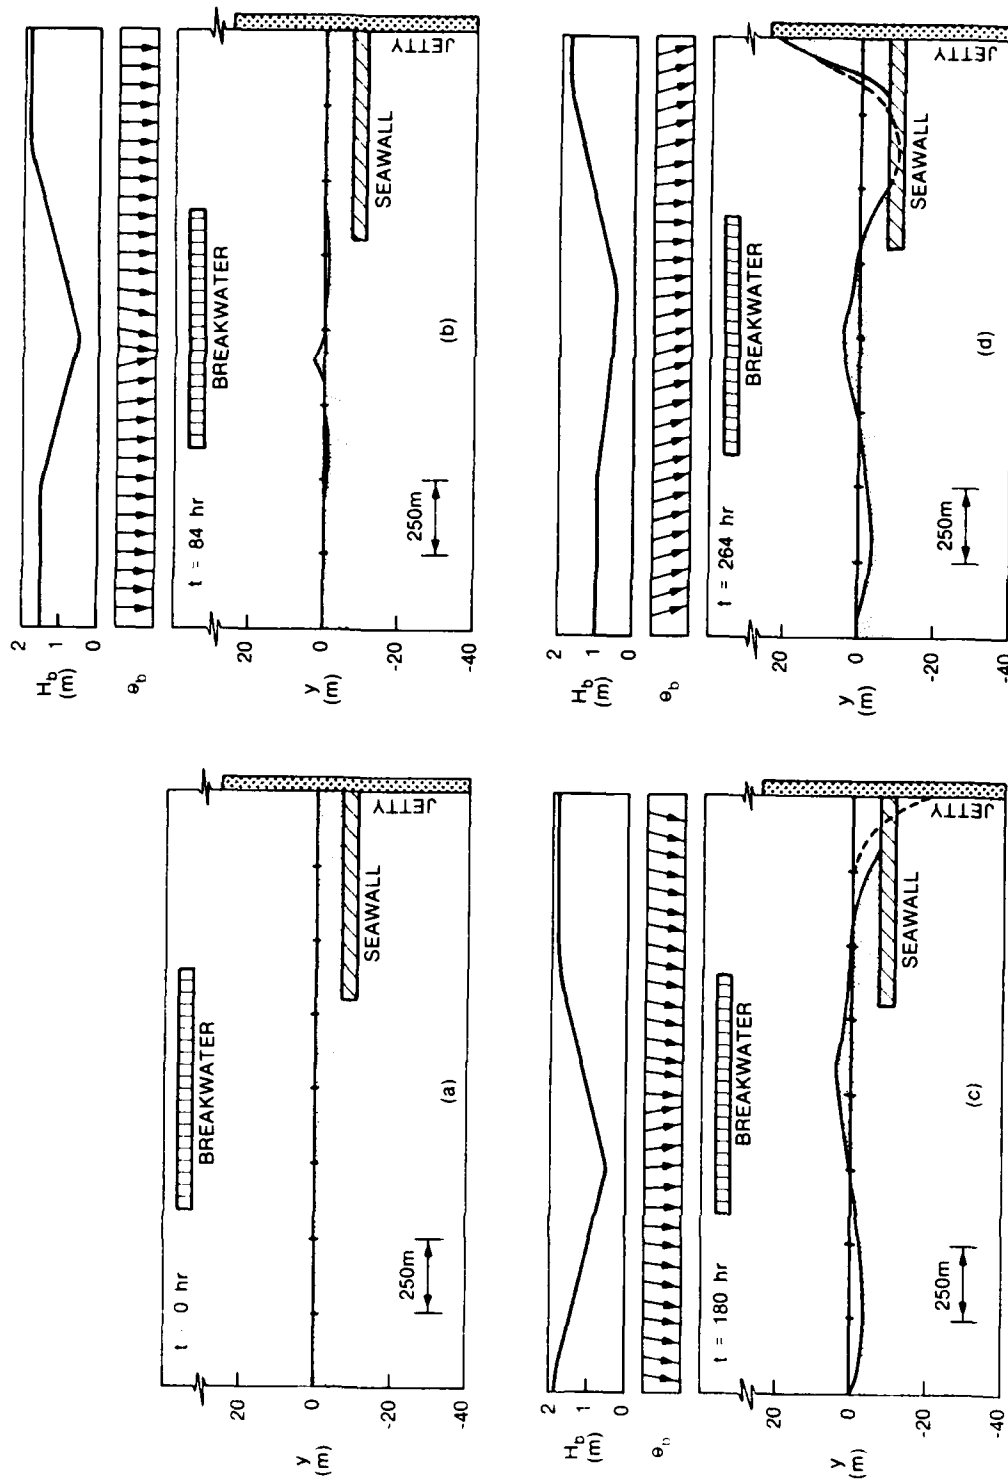 t = 0 hr
BREAKWATER
SEAWALL
JETTY
250m
20
0
-20
-40
y
(m)
(a)
2
1
0
H_b
(m)
θ_b
t = 84 hr
BREAKWATER
SEAWALL
JETTY
250m
20
0
-20
-40
y
(m)
(b)
2
1
0
H_b
(m)
θ_b
t = 180 hr
BREAKWATER
SEAWALL
JETTY
250m
20
0
-20
-40
y
(m)
(c)
2
1
0
H_b
(m)
θ_b
t = 264 hr
BREAKWATER
SEAWALL
JETTY
250m
20
0
-20
-40
y
(m)
(d)